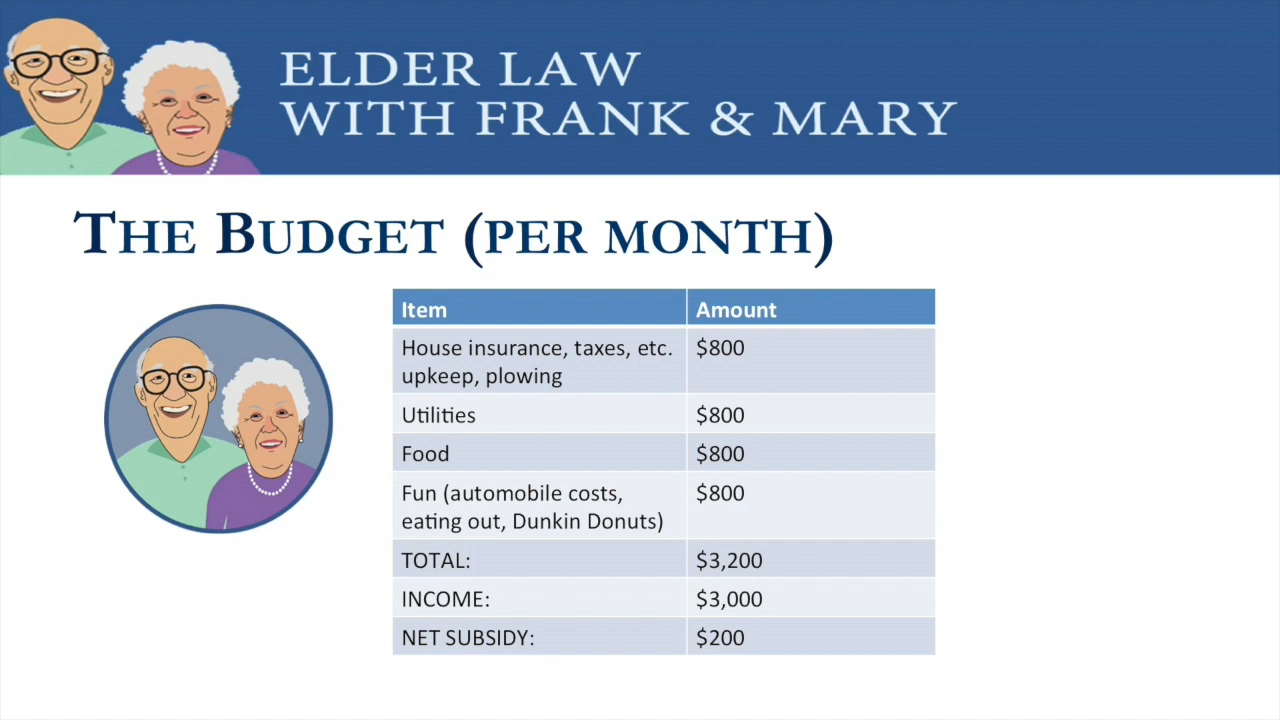 ELDER LAW
WITH FRANK & MARY
THE BUDGET (PER MONTH)
Item Amount
House insurance, taxes, etc. $800
upkeep, plowing
Utilities $800
Food $800
Fun (automobile costs, $800
eating out, Dunkin Donuts)
TOTAL: $3,200
INCOME: $3,000
NET SUBSIDY: $200